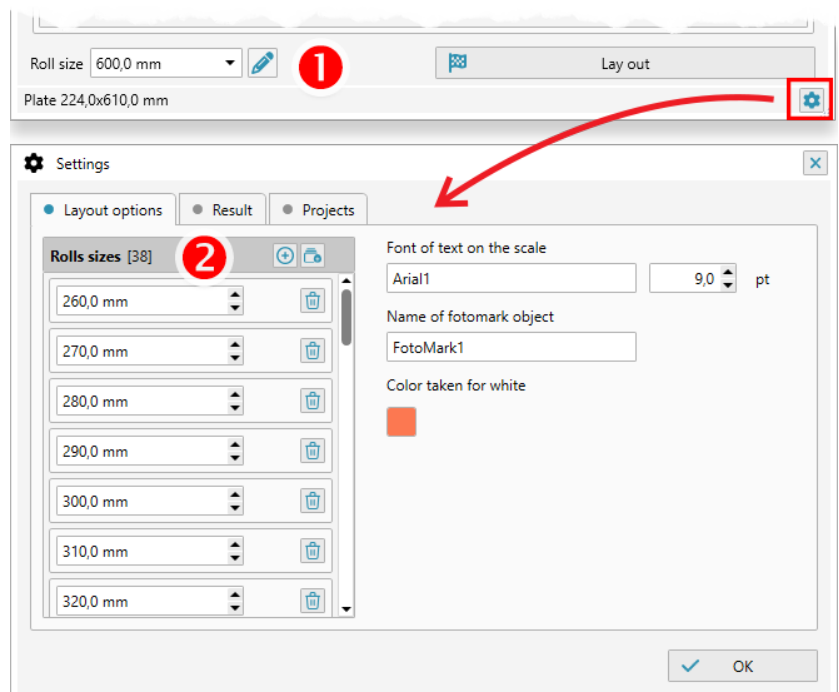 Roll size 600,0 mm 1 Lay out
Plate 224,0x610,0 mm
Settings
Layout options Result Projects
Rolls sizes [38] 2
Font of text on the scale
Arial1 9,0 pt
260,0 mm
Name of fotomark object
270,0 mm
FotoMark1
Color taken for white
280,0 mm
290,0 mm
300,0 mm
310,0 mm
320,0 mm
OK